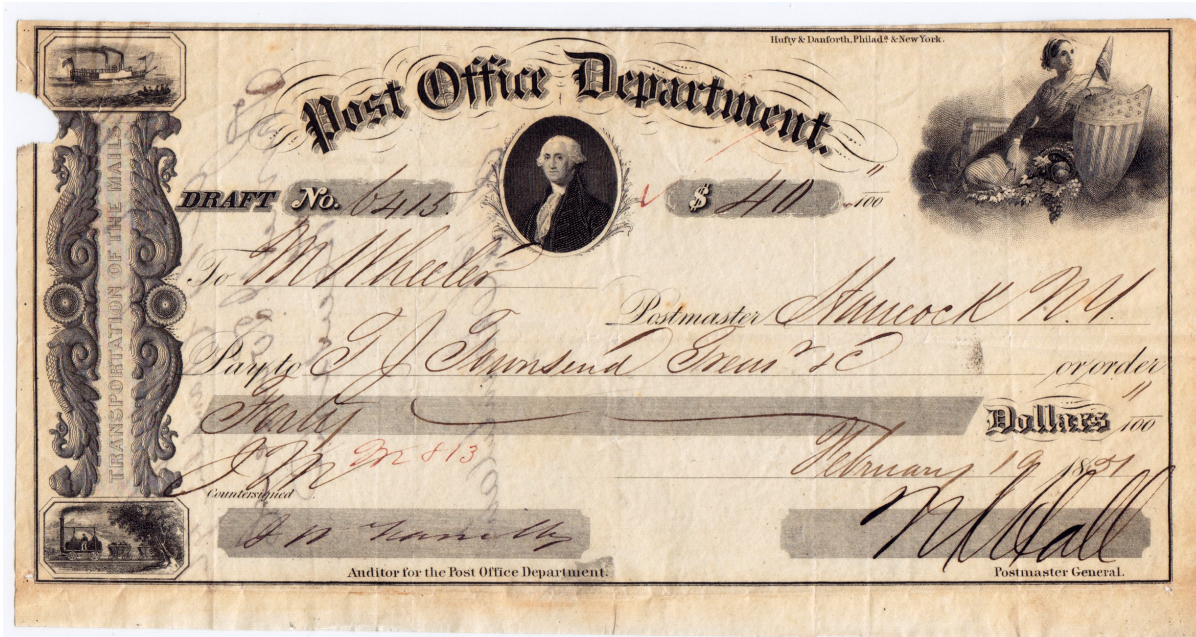 Hufty & Danforth, Philadᵃ. & New York.
Post Office Department.
TRANSPORTATION OF THE MAILS
DRAFT No. 6415. $ 40 " 100
To M Wheeler
Postmaster Hancock N.Y.
Pay to T J Townsend Treasʳ &c or order
Forty Dollars " 100
J M M 813
February 19 1851
Countersigned
N K Hall
Auditor for the Post Office Department.
Postmaster General.